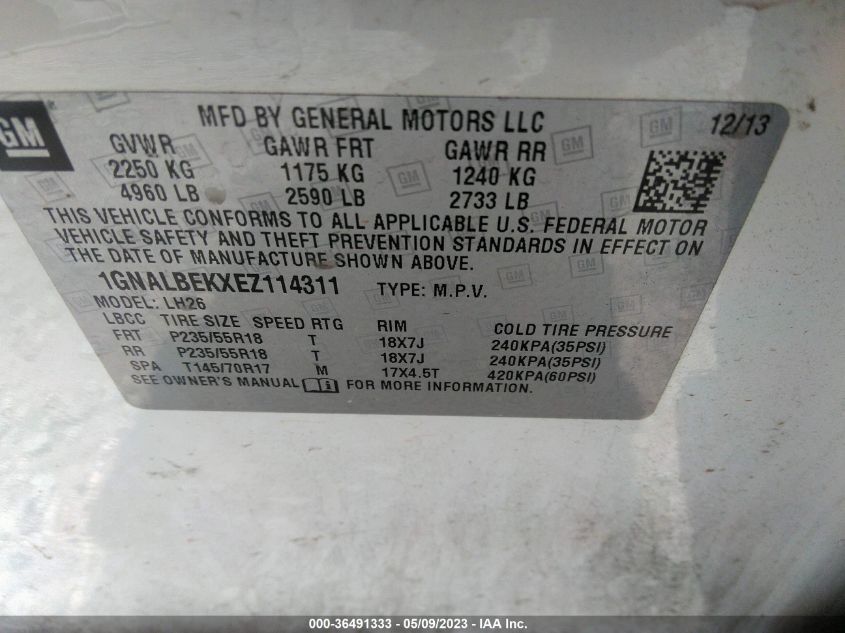 GM
MFD BY GENERAL MOTORS LLC 12/13
GVWR GAWR FRT GAWR RR
2250 KG 1175 KG 1240 KG
4960 LB 2590 LB 2733 LB
THIS VEHICLE CONFORMS TO ALL APPLICABLE U.S. FEDERAL MOTOR
VEHICLE SAFETY AND THEFT PREVENTION STANDARDS IN EFFECT ON
THE DATE OF MANUFACTURE SHOWN ABOVE.
1GNALBEKXEZ114311 TYPE: M.P.V.
MODEL: LH26
LBCC TIRE SIZE SPEED RTG RIM COLD TIRE PRESSURE
FRT P235/55R18 T 18X7J 240KPA(35PSI)
RR P235/55R18 T 18X7J 240KPA(35PSI)
SPA T145/70R17 M 17X4.5T 420KPA(60PSI)
SEE OWNER'S MANUAL FOR MORE INFORMATION.
000-36491333 - 05/09/2023 - IAA Inc.